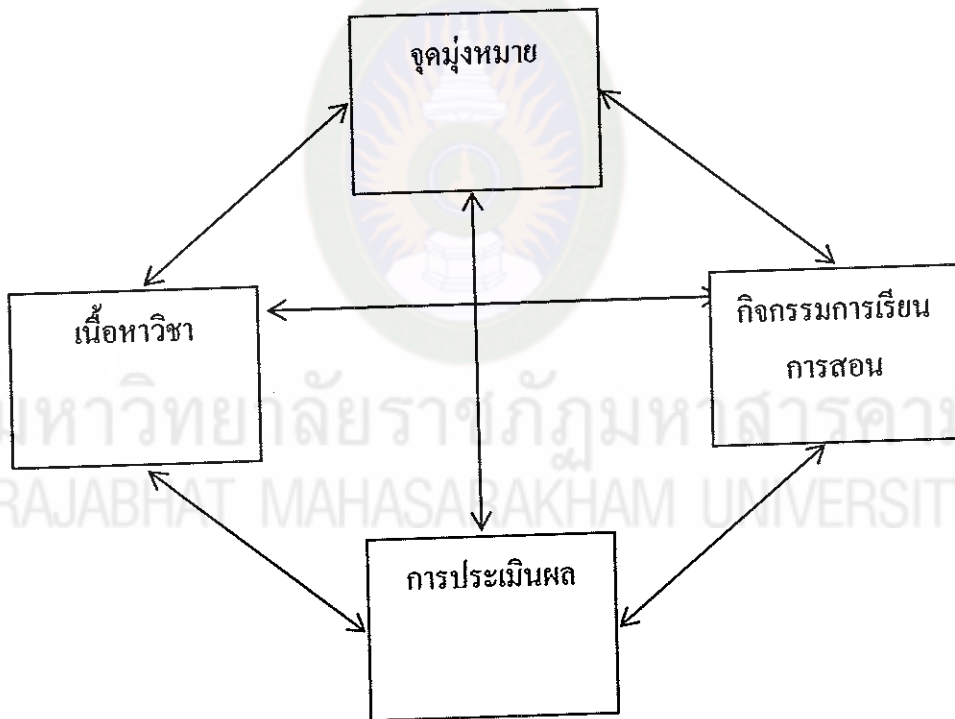 จุดมุ่งหมาย
เนื้อหาวิชา
กิจกรรมการเรียน
การสอน
มหาวิทยาลัยราชภัฏมหาสารคาม
RAJABHAT MAHASARAKHAM UNIVERSITY
การประเมินผล